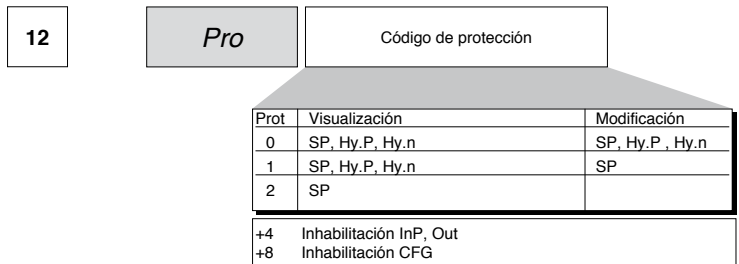 12 Pro Código de protección
Prot Visualización Modificación
0 SP, Hy.P, Hy.n SP, Hy.P , Hy.n
1 SP, Hy.P, Hy.n SP
2 SP
+4 Inhabilitación InP, Out
+8 Inhabilitación CFG